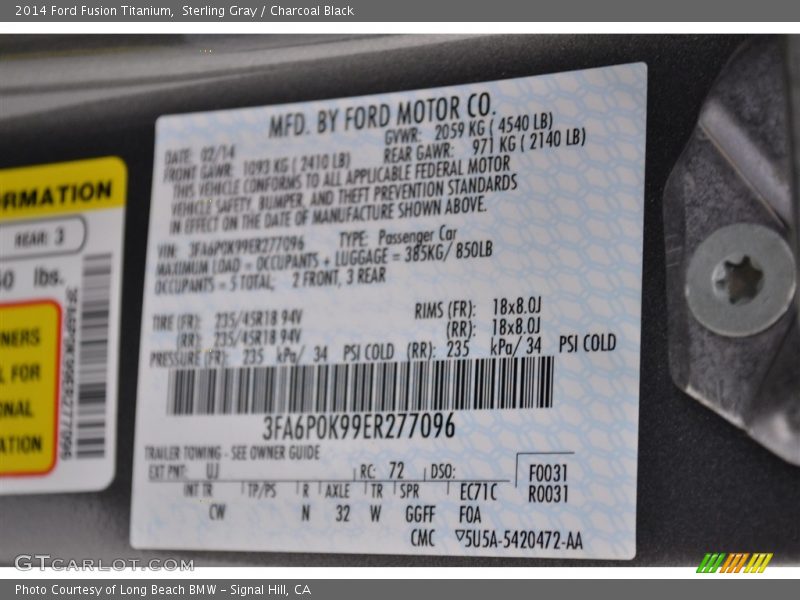 2014 Ford Fusion Titanium,  Sterling Gray / Charcoal Black
MFD. BY FORD MOTOR CO.
DATE: 02/14 GVWR: 2059 KG ( 4540 LB)
FRONT GAWR: 1093 KG ( 2410 LB) REAR GAWR: 971 KG ( 2140 LB)
THIS VEHICLE CONFORMS TO ALL APPLICABLE FEDERAL MOTOR
VEHICLE SAFETY, BUMPER, AND THEFT PREVENTION STANDARDS
IN EFFECT ON THE DATE OF MANUFACTURE SHOWN ABOVE.
VIN: 3FA6P0K99ER277096 TYPE: Passenger Car
MAXIMUM LOAD = OCCUPANTS + LUGGAGE = 385KG/ 850LB
OCCUPANTS = 5 TOTAL; 2 FRONT, 3 REAR
TIRE (FR): 235/45R18 94V RIMS (FR): 18x8.0J
(RR): 235/45R18 94V (RR): 18x8.0J
PRESSURE (FR): 235 kPa/ 34 PSI COLD (RR): 235 kPa/ 34 PSI COLD
3FA6P0K99ER277096
TRAILER TOWING - SEE OWNER GUIDE
EXT PNT: UJ RC: 72 DSO: F0031
INT TR TP/PS R AXLE TR SPR EC71C R0031
CW N 32 W GGFF F0A
CMC ▽5U5A-5420472-AA
RMATION
REAR: 3
0 lbs.
3FA6P0K99ER277096
NERS
L FOR
ONAL
ATION
GTCarLot.com
Photo Courtesy of Long Beach BMW - Signal Hill, CA